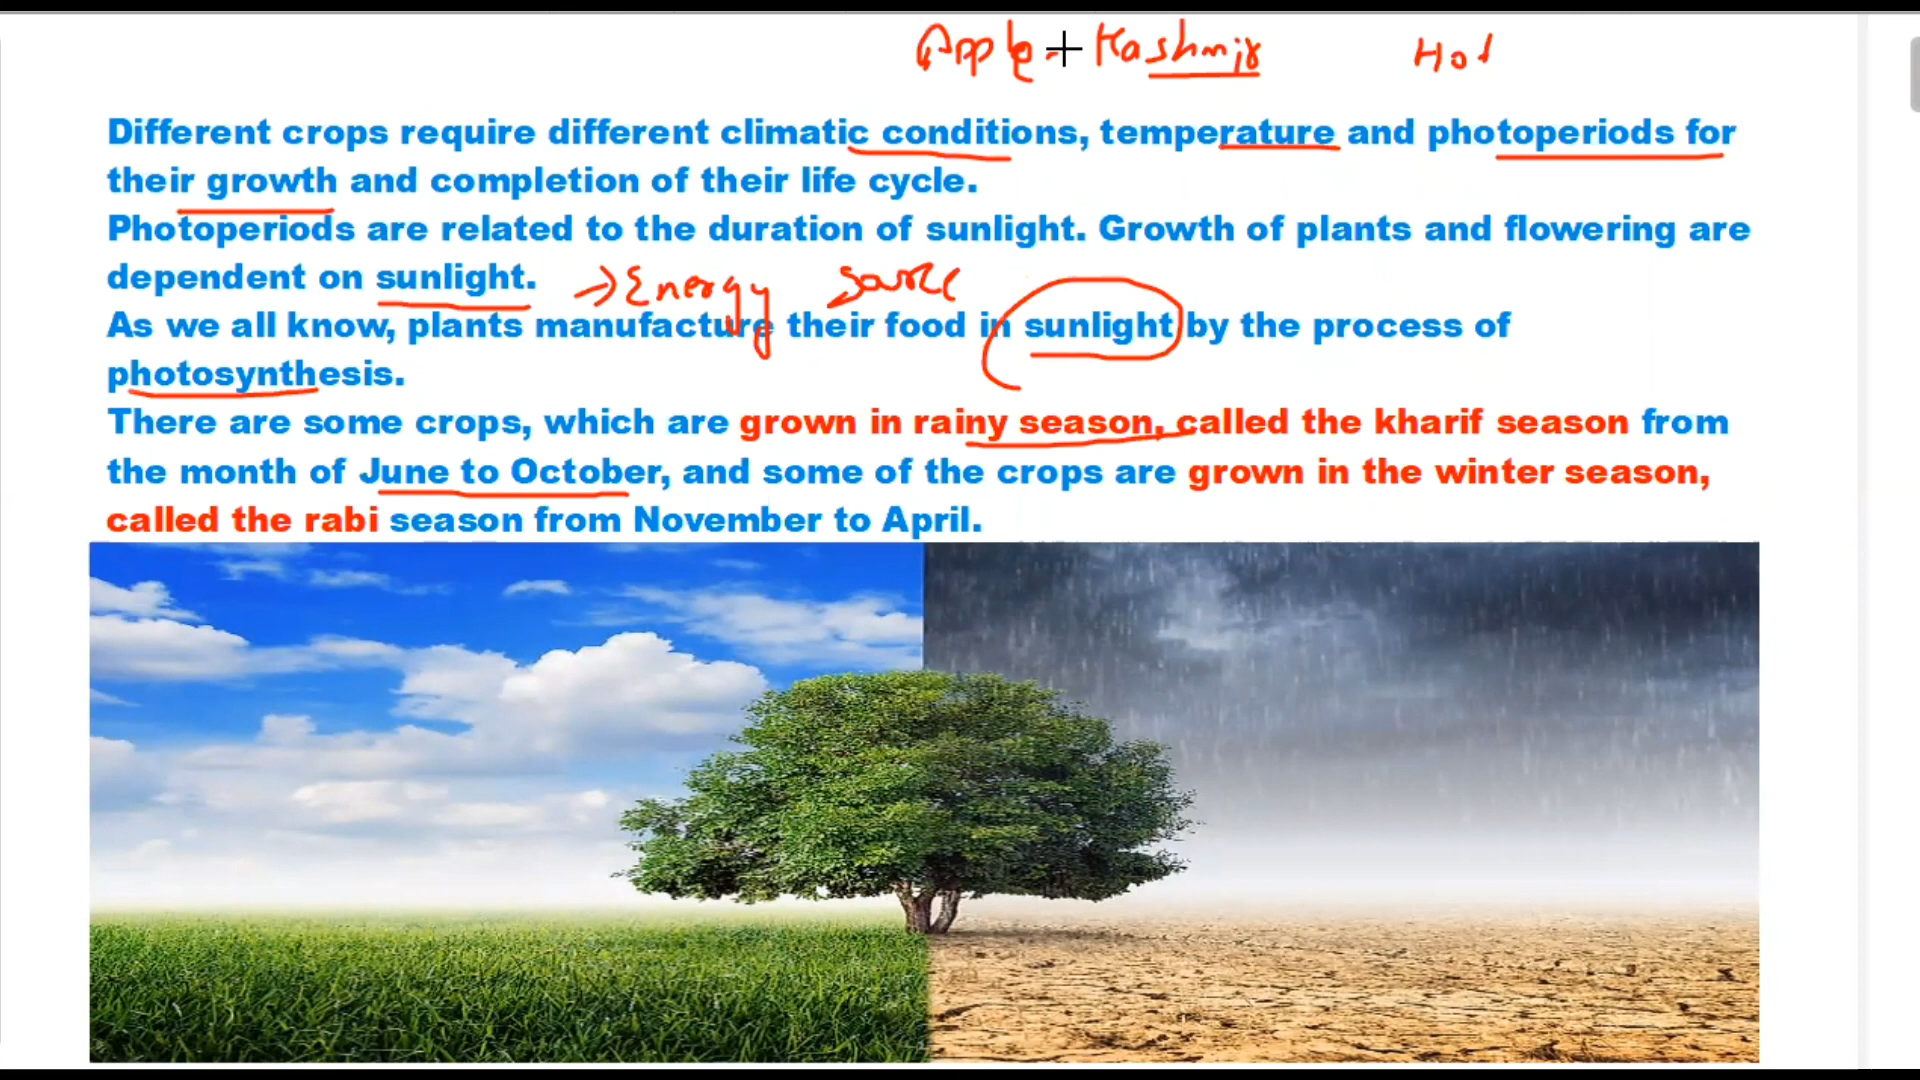 Apple - Kashmir Hot
Different crops require different climatic conditions, temperature and photoperiods for
their growth and completion of their life cycle.
Photoperiods are related to the duration of sunlight. Growth of plants and flowering are
dependent on sunlight. → Energy
As we all know, plants manufacture their food in sunlight by the process of
photosynthesis.
There are some crops, which are grown in rainy season, called the kharif season from
the month of June to October, and some of the crops are grown in the winter season,
called the rabi season from November to April.